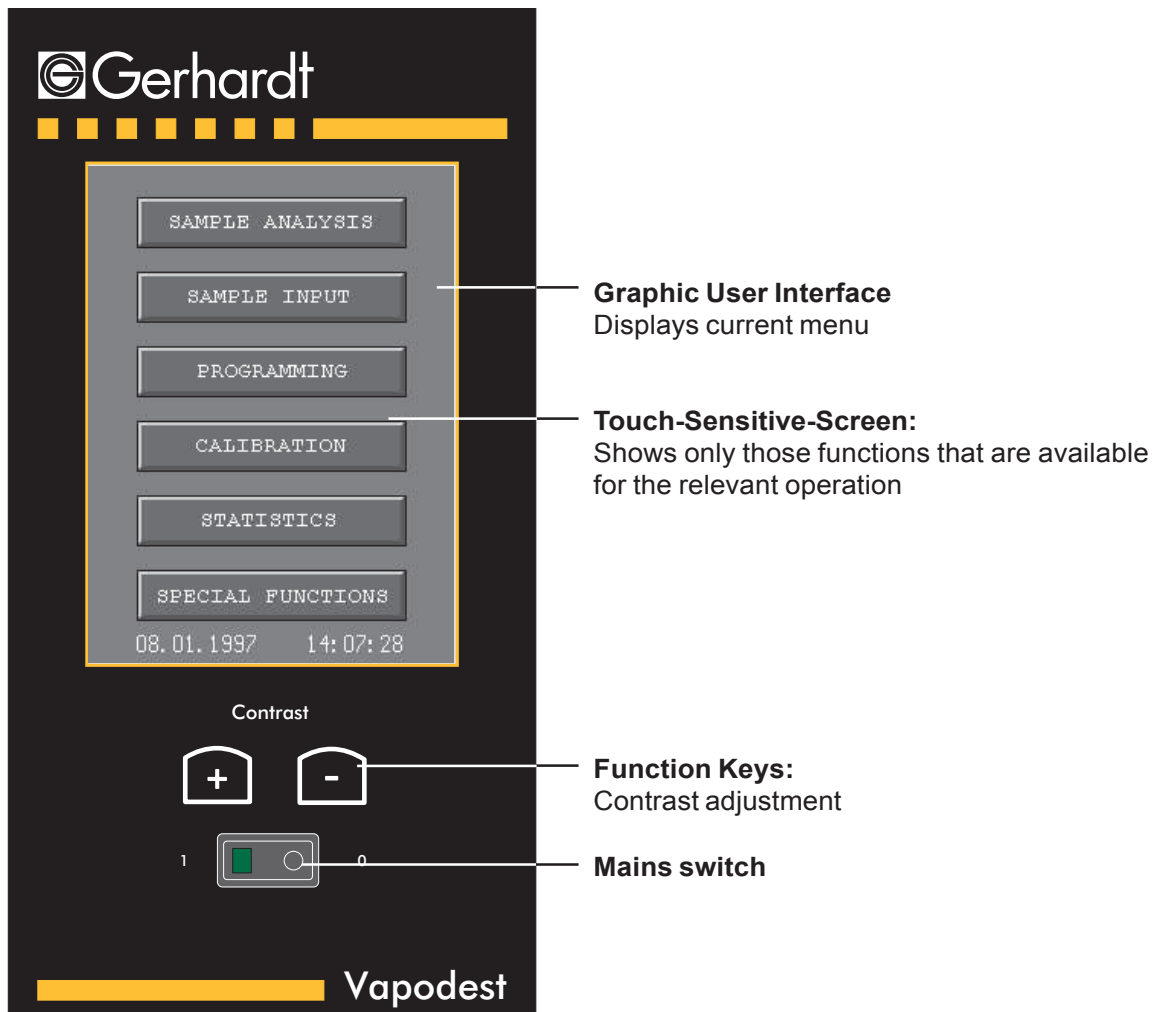 Gerhardt
SAMPLE ANALYSIS
SAMPLE INPUT
PROGRAMMING
CALIBRATION
STATISTICS
SPECIAL FUNCTIONS
08.01.1997 14:07:28
Contrast
+ -
1 0
Vapodest
Graphic User Interface
Displays current menu
Touch-Sensitive-Screen:
Shows only those functions that are available
for the relevant operation
Function Keys:
Contrast adjustment
Mains switch